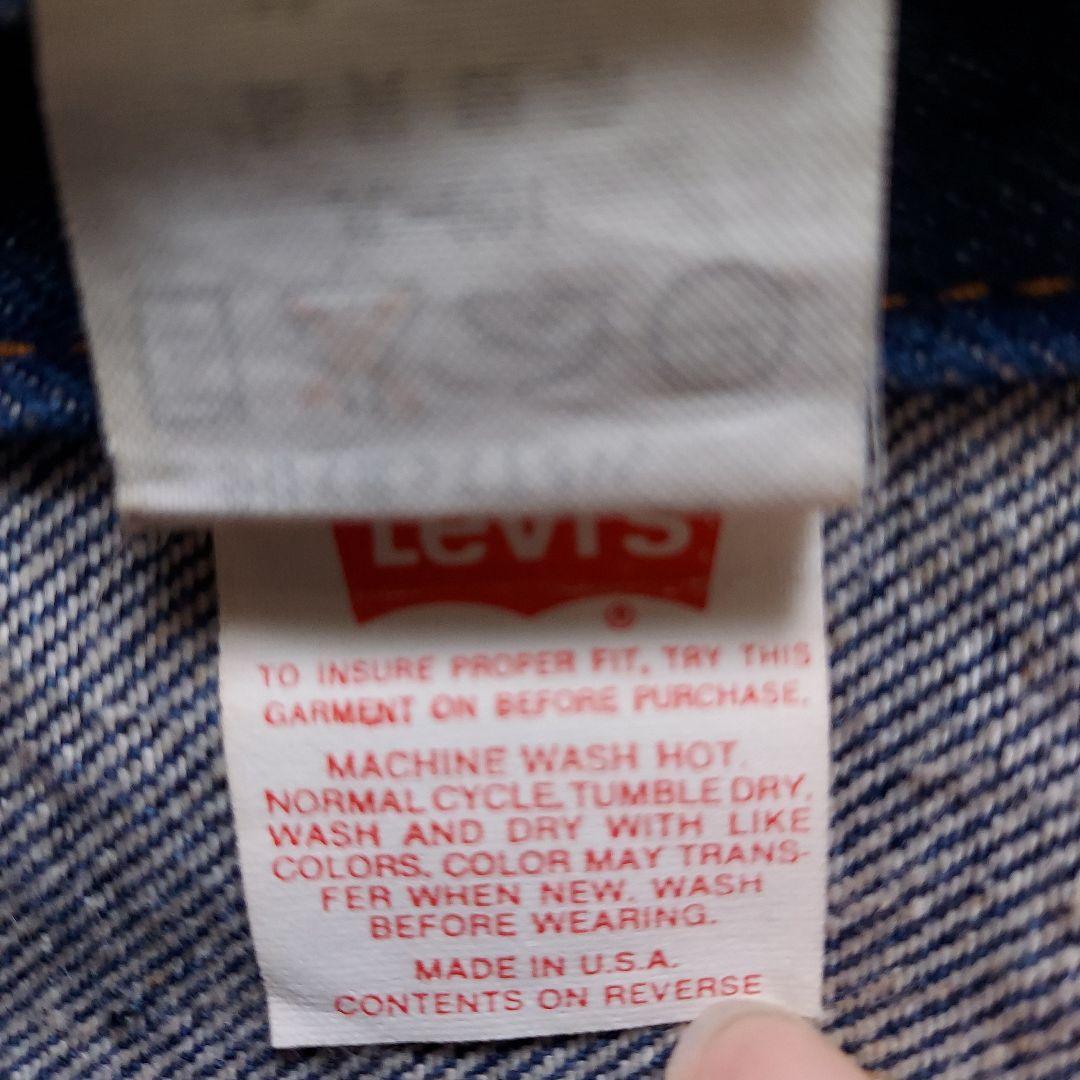 Levi's
®
TO INSURE PROPER FIT, TRY THIS
GARMENT ON BEFORE PURCHASE.
MACHINE WASH HOT.
NORMAL CYCLE, TUMBLE DRY.
WASH AND DRY WITH LIKE
COLORS. COLOR MAY TRANS-
FER WHEN NEW. WASH
BEFORE WEARING.
MADE IN U.S.A.
CONTENTS ON REVERSE